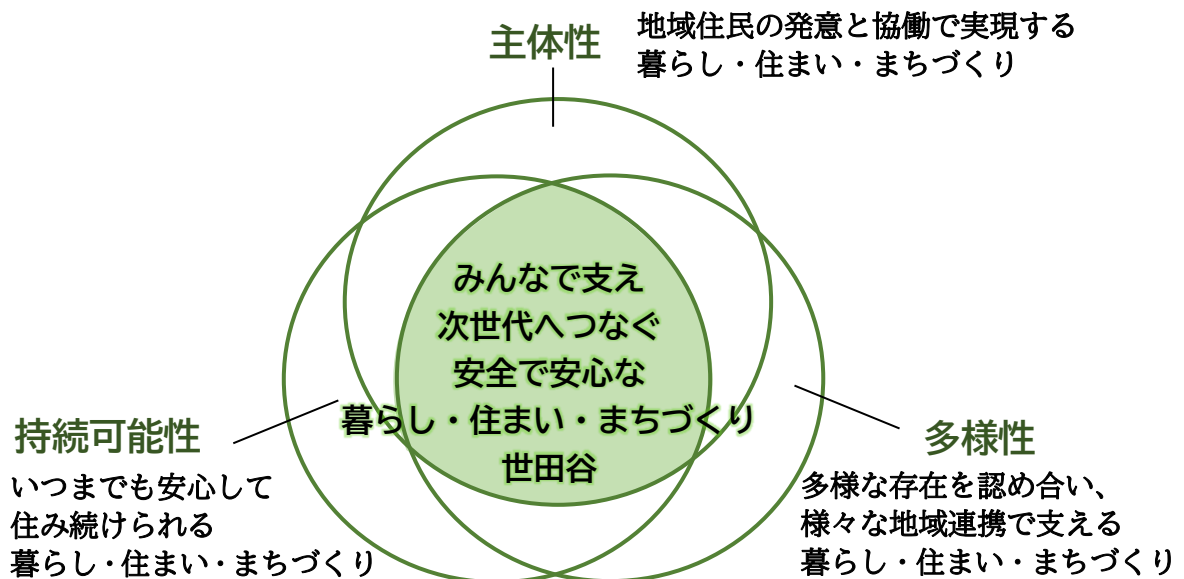 主体性
地域住民の発意と協働で実現する
暮らし・住まい・まちづくり
みんなで支え
次世代へつなぐ
安全で安心な
暮らし・住まい・まちづくり
世田谷
持続可能性
いつまでも安心して
住み続けられる
暮らし・住まい・まちづくり
多様性
多様な存在を認め合い、
様々な地域連携で支える
暮らし・住まい・まちづくり